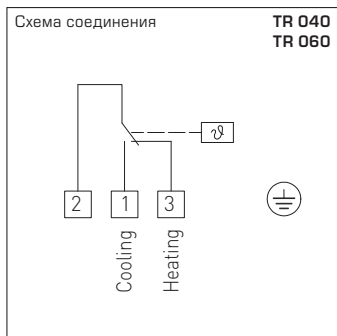 Схема соединения
TR 040
TR 060
ϑ
2 1 3
Cooling
Heating